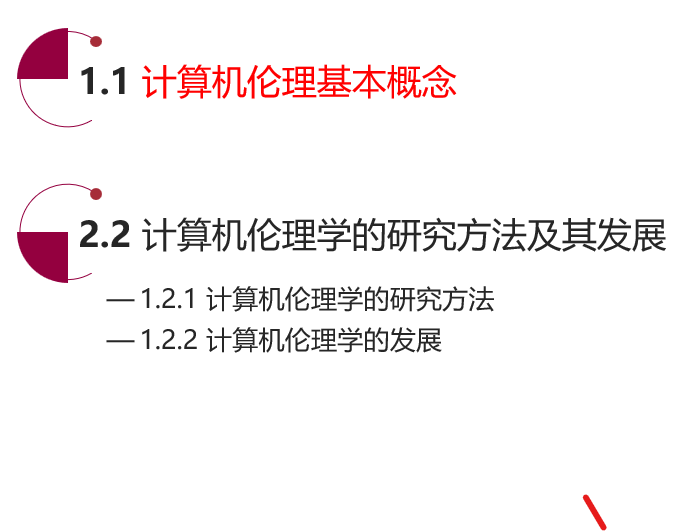 1.1 计算机伦理基本概念
2.2 计算机伦理学的研究方法及其发展
— 1.2.1 计算机伦理学的研究方法
— 1.2.2 计算机伦理学的发展